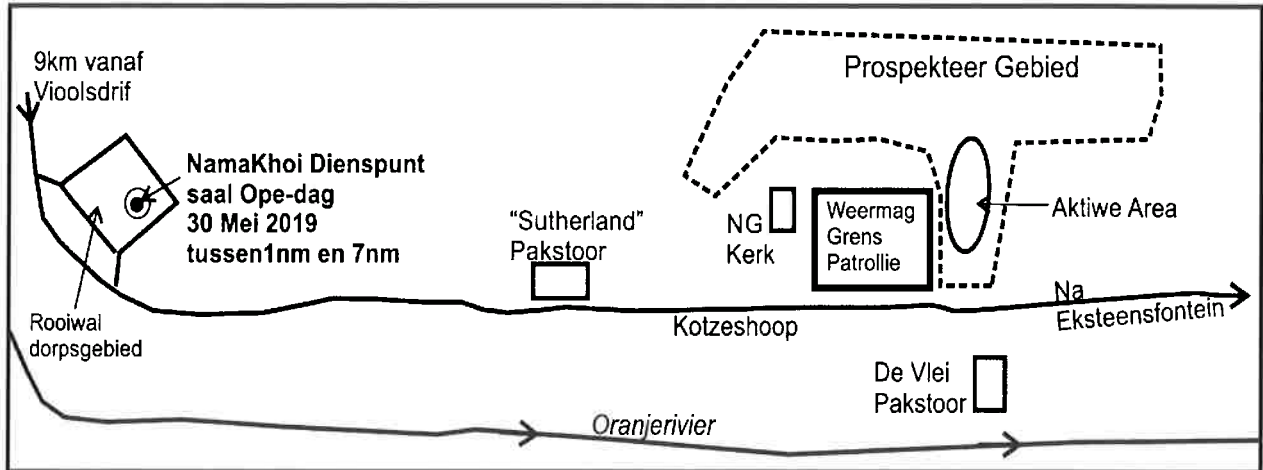 9km vanaf
Vioolsdrif
NamaKhoi Dienspunt
saal Ope-dag
30 Mei 2019
tussen1nm en 7nm
Rooiwal
dorpsgebied
"Sutherland"
Pakstoor
NG
Kerk
Weermag
Grens
Patrollie
Prospekteer Gebied
Aktiwe Area
Kotzeshoop
Na
Eksteensfontein
De Vlei
Pakstoor
Oranjerivier